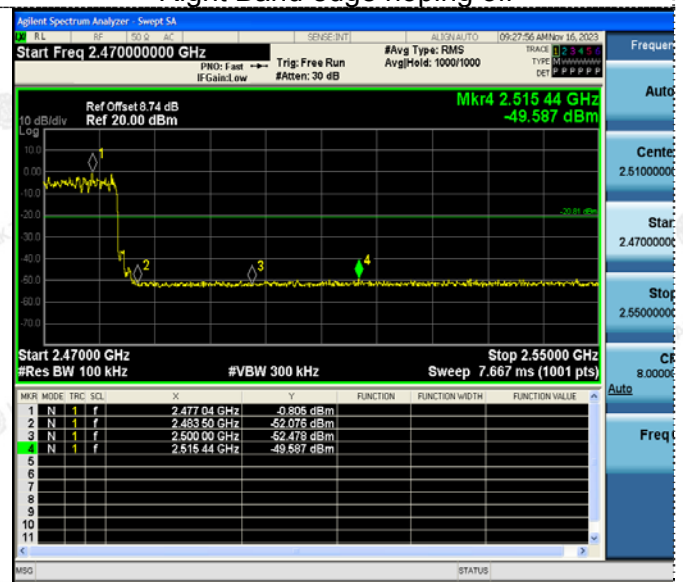 Right Band edge hoping off
Agilent Spectrum Analyzer - Swept SA
RL RF 50 Ω AC SENSE:INT ALIGNAUTO 09:27:56 AMNov 16, 2023
Start Freq 2.470000000 GHz
PNO: Fast
IFGain:Low
Trig: Free Run
#Atten: 30 dB
#Avg Type: RMS
Avg|Hold: 1000/1000
TRACE 1 2 3 4 5 6
TYPE M
DET P P P P P P
Mkr4 2.515 44 GHz
-49.587 dBm
Ref Offset 8.74 dB
10 dB/div Ref 20.00 dBm
Log
10.0
0.00
-10.0
-20.0
-30.0
-40.0
-50.0
-60.0
-70.0
1
2
3
4
-20.81 dBm
Start 2.47000 GHz Stop 2.55000 GHz
#Res BW 100 kHz #VBW 300 kHz Sweep 7.667 ms (1001 pts)
MKR MODE TRC SCL X Y FUNCTION FUNCTION WIDTH FUNCTION VALUE
1 N 1 f 2.477 04 GHz -0.805 dBm
2 N 1 f 2.483 50 GHz -52.076 dBm
3 N 1 f 2.500 00 GHz -52.478 dBm
4 N 1 f 2.515 44 GHz -49.587 dBm
5
6
7
8
9
10
11
MSG STATUS
Frequen
Auto
Cente
2.51000000
Star
2.47000000
Stop
2.55000000
CF
8.00000
Auto
Freq